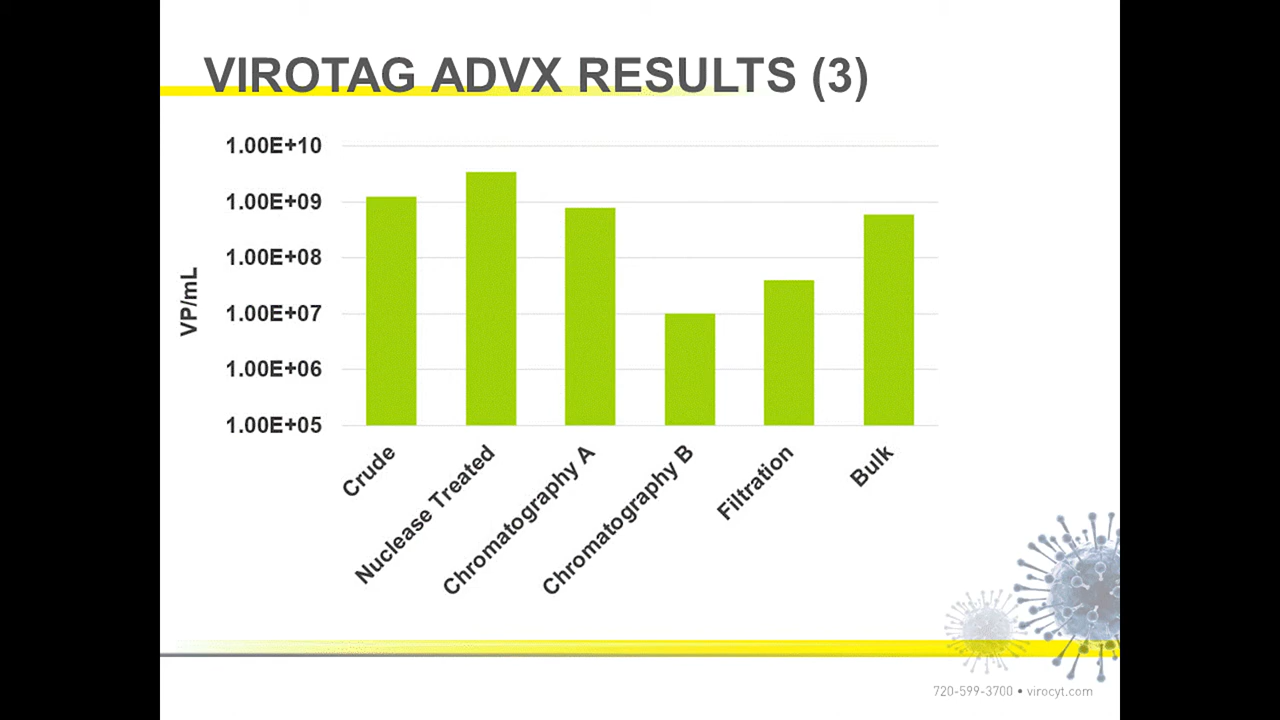 VIROTAG ADVX RESULTS (3)
1.00E+10
1.00E+09
1.00E+08
1.00E+07
1.00E+06
1.00E+05
VP/mL
Crude
Nuclease Treated
Chromatography A
Chromatography B
Filtration
Bulk
720-599-3700 • virocyt.com